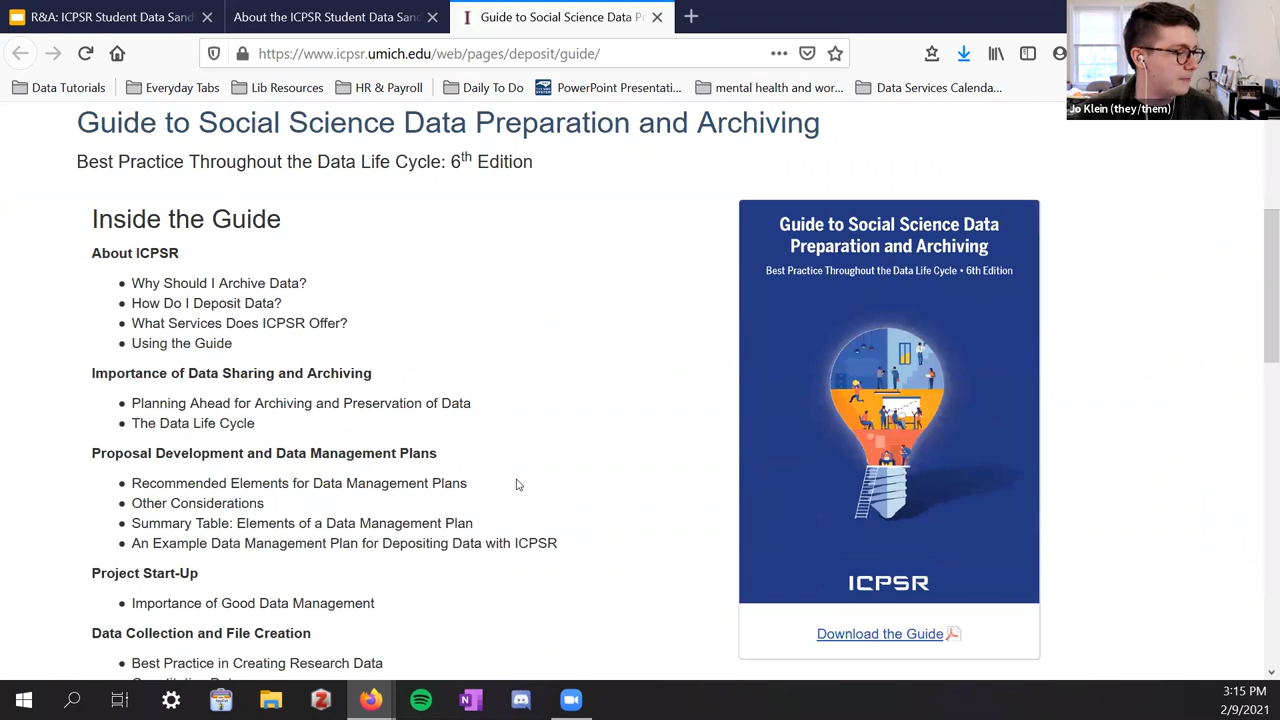 R&A: ICPSR Student Data Sand
About the ICPSR Student Data San
Guide to Social Science Data Pr
https://www.icpsr.umich.edu/web/pages/deposit/guide/
Data Tutorials
Everyday Tabs
Lib Resources
HR & Payroll
Daily To Do
PowerPoint Presentati...
mental health and wor...
Data Services Calenda...
Jo Klein (they/them)
Guide to Social Science Data Preparation and Archiving
Best Practice Throughout the Data Life Cycle: 6th Edition
Inside the Guide
About ICPSR
Why Should I Archive Data?
How Do I Deposit Data?
What Services Does ICPSR Offer?
Using the Guide
Importance of Data Sharing and Archiving
Planning Ahead for Archiving and Preservation of Data
The Data Life Cycle
Proposal Development and Data Management Plans
Recommended Elements for Data Management Plans
Other Considerations
Summary Table: Elements of a Data Management Plan
An Example Data Management Plan for Depositing Data with ICPSR
Project Start-Up
Importance of Good Data Management
Data Collection and File Creation
Best Practice in Creating Research Data
Guide to Social Science Data
Preparation and Archiving
Best Practice Throughout the Data Life Cycle • 6th Edition
ICPSR
Download the Guide
3:15 PM
2/9/2021